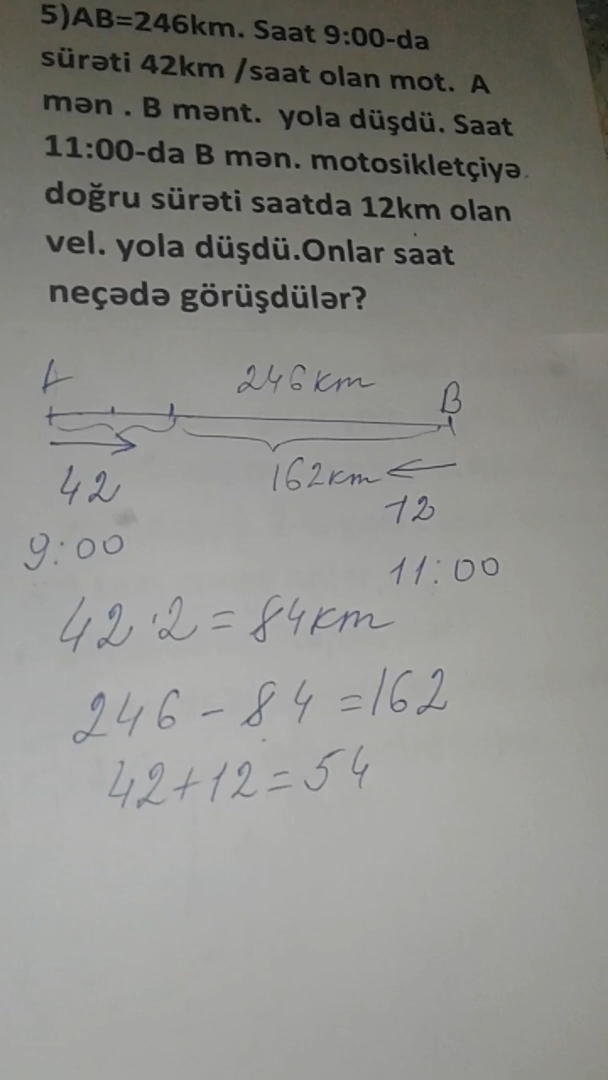 5)AB=246km. Saat 9:00-da
sürəti 42km /saat olan mot. A
mən . B mənt. yola düşdü. Saat
11:00-da B mən. motosikletçiyə
doğru sürəti saatda 12km olan
vel. yola düşdü.Onlar saat
neçədə görüşdülər?
A 246km B
42 162km
12
9:00 11:00
42·2=84km
246-84=162
42+12=54